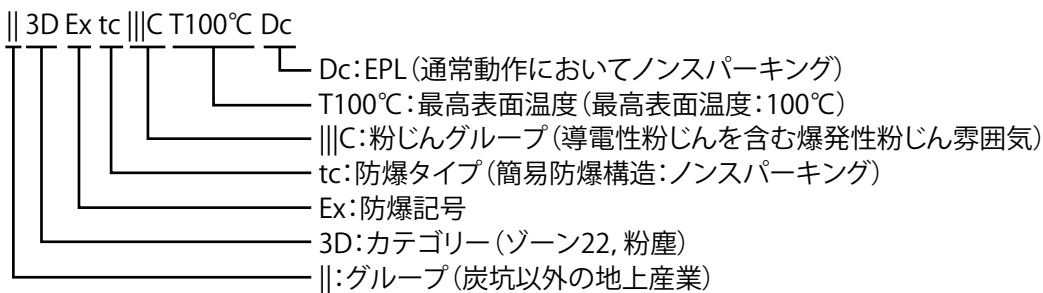 || 3D Ex tc |||C T100℃ Dc
Dc：EPL（通常動作においてノンスパーキング）
T100℃：最高表面温度（最高表面温度：100℃）
|||C：粉じんグループ（導電性粉じんを含む爆発性粉じん雰囲気）
tc：防爆タイプ（簡易防爆構造：ノンスパーキング）
Ex：防爆記号
3D：カテゴリー（ゾーン22, 粉塵）
||：グループ（炭坑以外の地上産業）